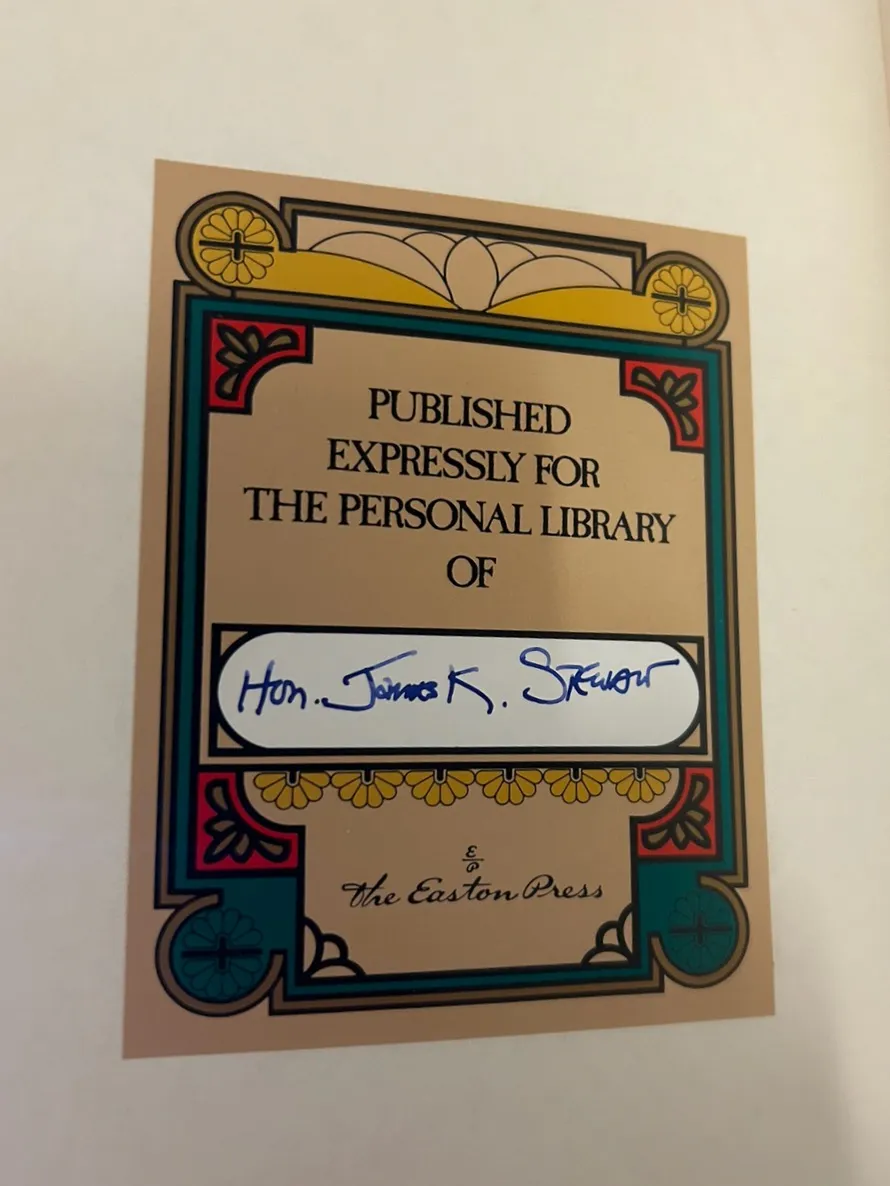 PUBLISHED
EXPRESSLY FOR
THE PERSONAL LIBRARY
OF
Hon. James K. Stewart
E
P
The Easton Press